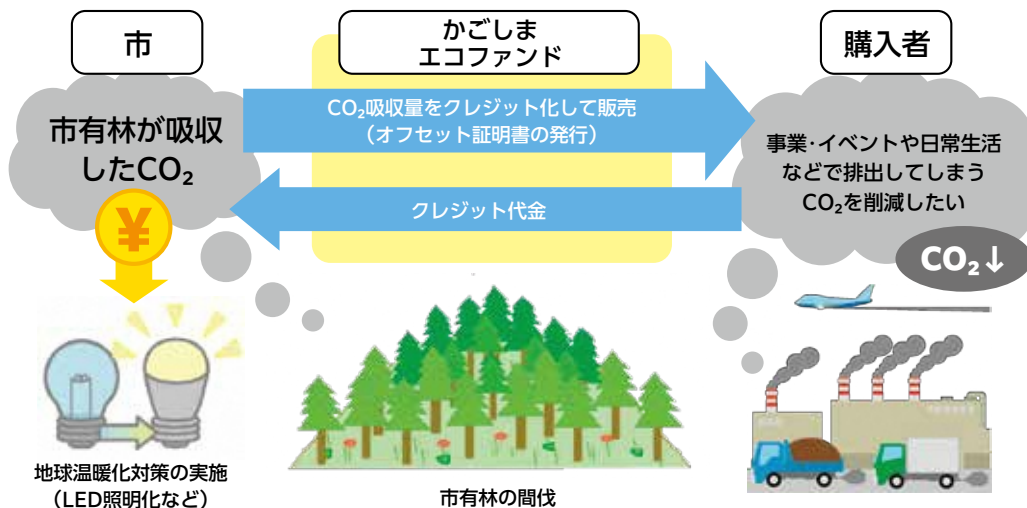 市
かごしま
エコファンド
購入者
市有林が吸収
したCO₂
CO₂吸収量をクレジット化して販売
（オフセット証明書の発行）
事業･イベントや日常生活
などで排出してしまう
CO₂を削減したい
クレジット代金
¥
CO₂↓
地球温暖化対策の実施
（LED照明化など）
市有林の間伐